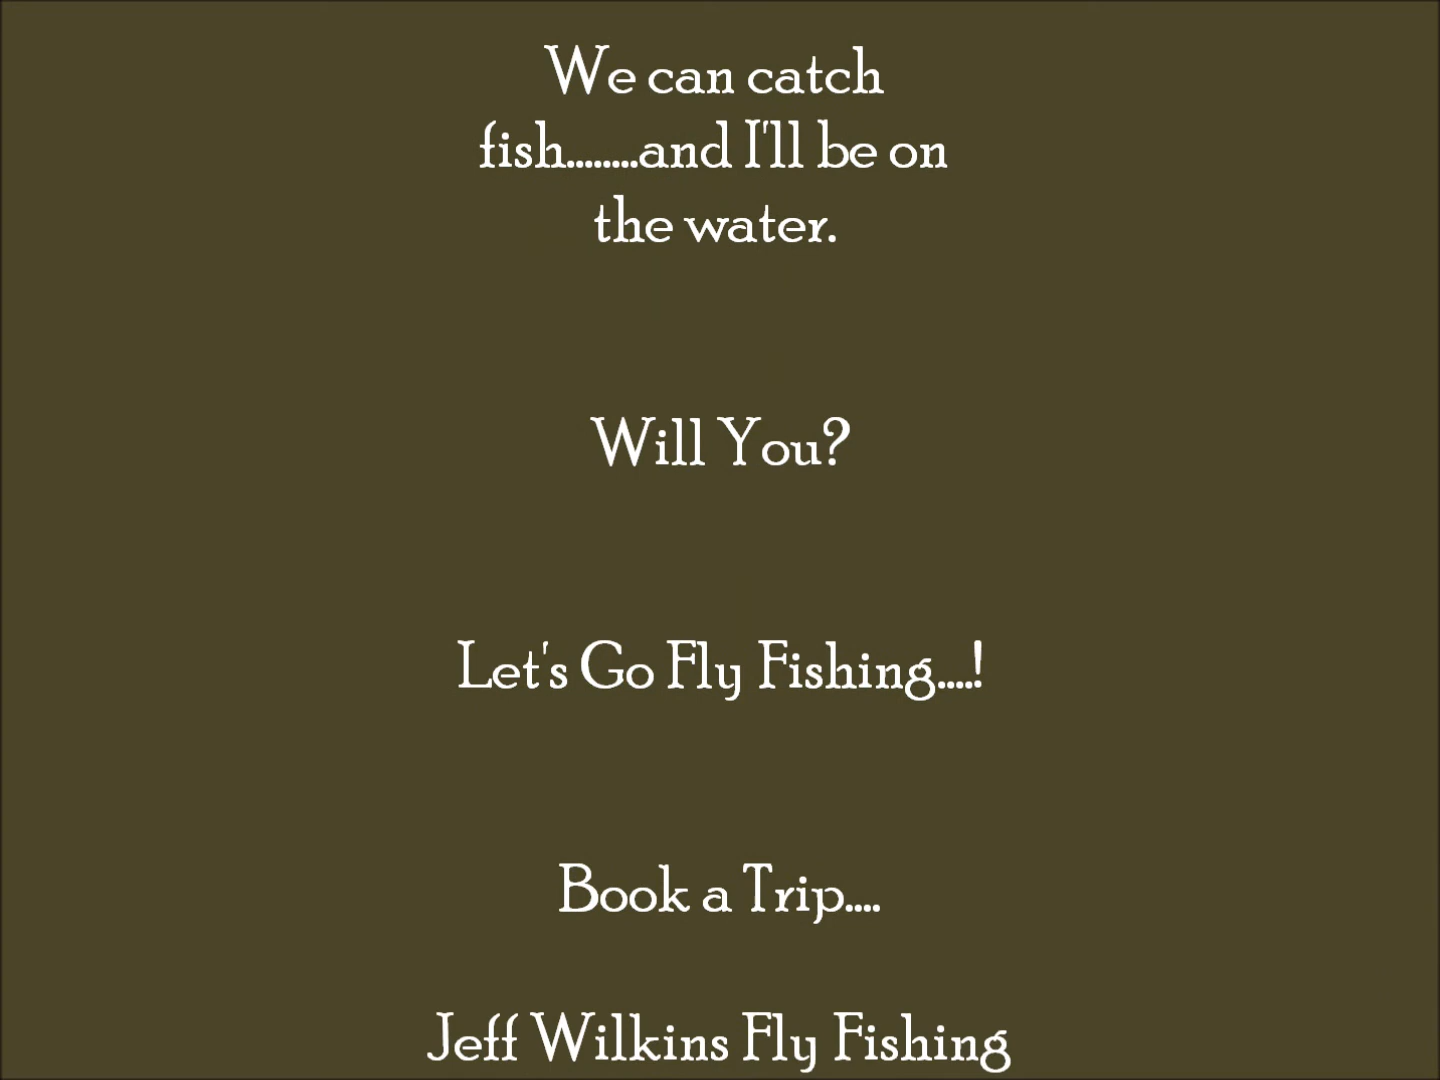 We can catch
fish........and I'll be on
the water.
Will You?
Let's Go Fly Fishing....!
Book a Trip....
Jeff Wilkins Fly Fishing